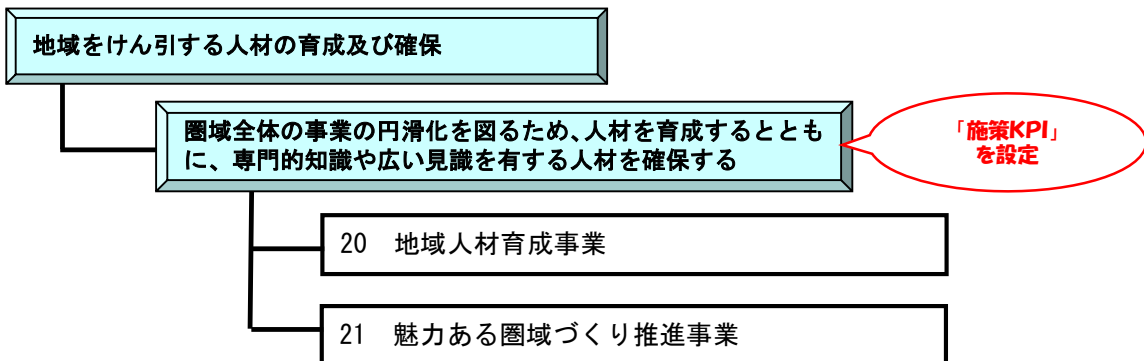 地域をけん引する人材の育成及び確保
圏域全体の事業の円滑化を図るため、人材を育成するととも
に、専門的知識や広い見識を有する人材を確保する
「施策KPI」
を設定
20 地域人材育成事業
21 魅力ある圏域づくり推進事業